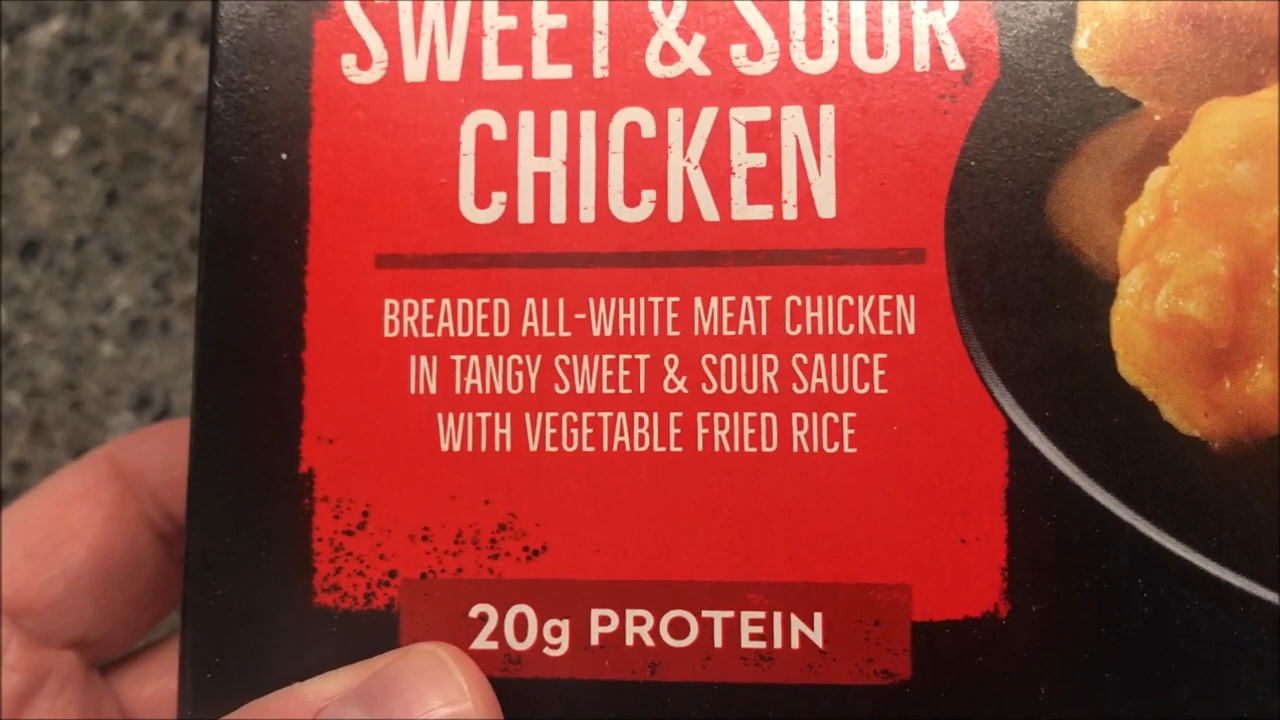 SWEET & SOUR
CHICKEN
BREADED ALL-WHITE MEAT CHICKEN
IN TANGY SWEET & SOUR SAUCE
WITH VEGETABLE FRIED RICE
20g PROTEIN